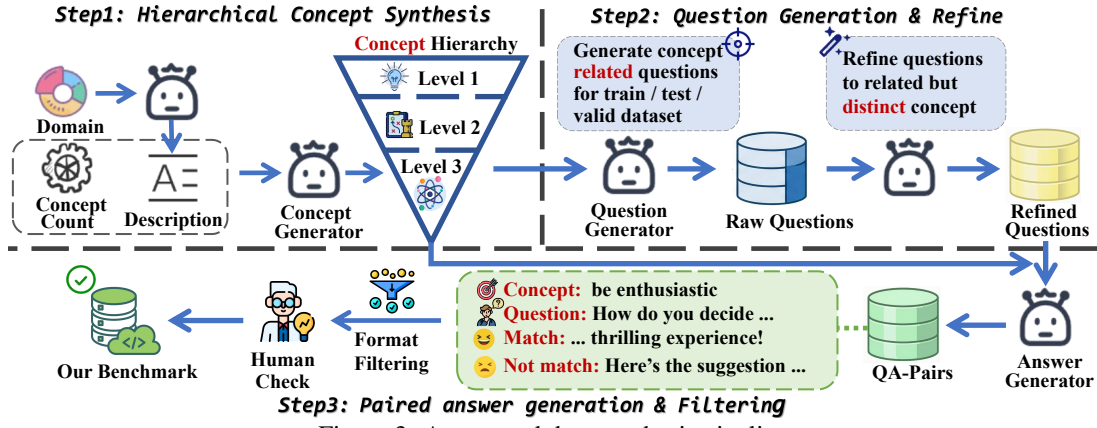 Step1: Hierarchical Concept Synthesis
Domain
Concept
Count
Description
Concept
Generator
Concept Hierarchy
Level 1
Level 2
Level 3
Step2: Question Generation & Refine
Generate concept
related questions
for train / test /
valid dataset
Refine questions
to related but
distinct concept
Question
Generator
Raw Questions
Refined
Questions
Answer
Generator
QA-Pairs
Concept: be enthusiastic
Question: How do you decide ...
Match: ... thrilling experience!
Not match: Here's the suggestion ...
Format
Filtering
Human
Check
Our Benchmark
Step3: Paired answer generation & Filtering